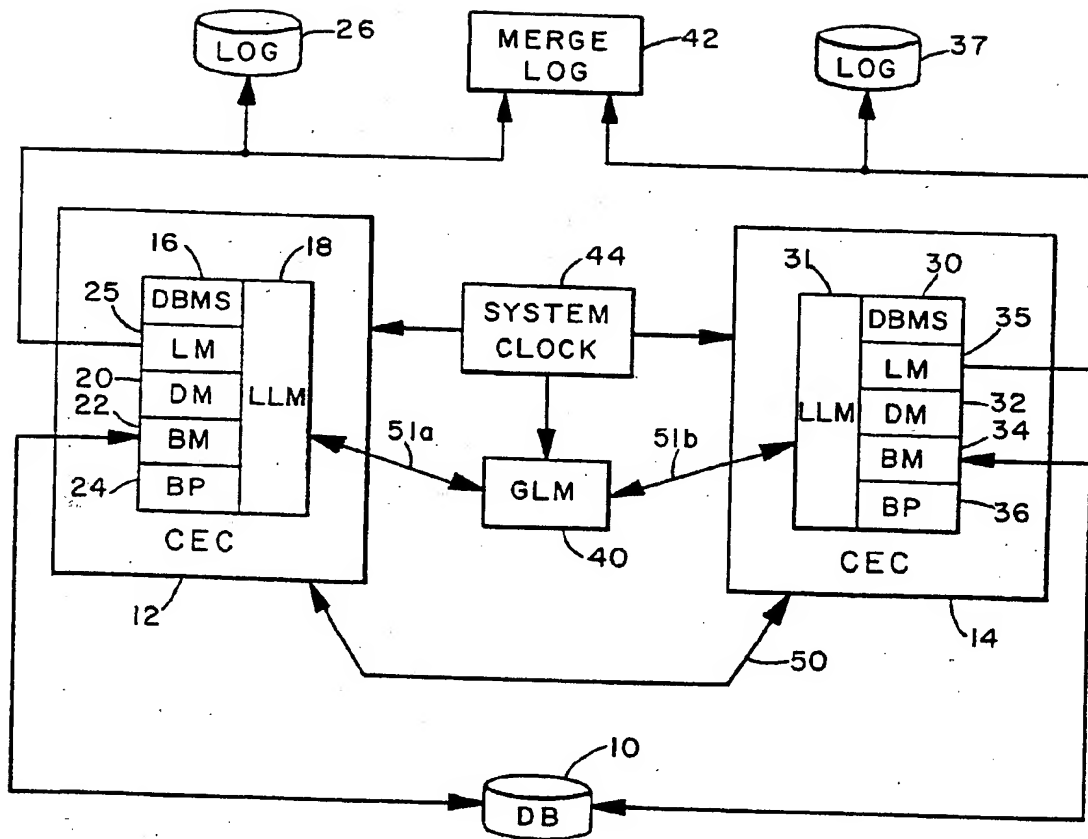 LOG
26
MERGE
LOG
42
LOG
37
16
18
25
DBMS
LM
20
DM
22
BM
24
BP
LLM
CEC
12
44
SYSTEM
CLOCK
51a
51b
GLM
40
31
30
DBMS
35
LM
LLM
DM
32
34
BM
BP
36
CEC
14
50
10
DB